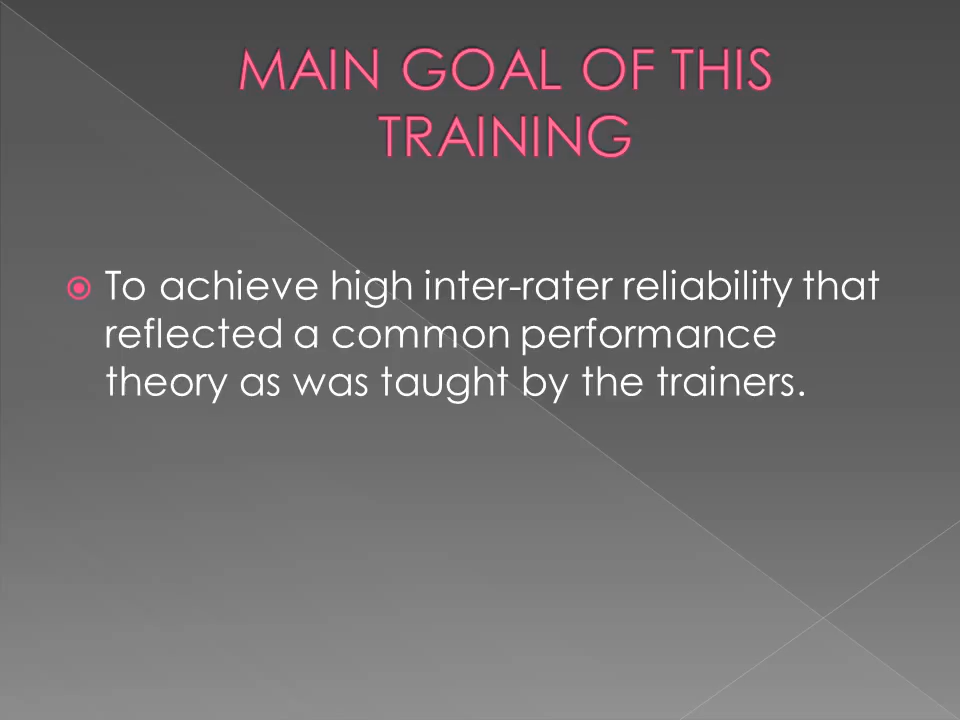 MAIN GOAL OF THIS
TRAINING
To achieve high inter-rater reliability that
reflected a common performance
theory as was taught by the trainers.